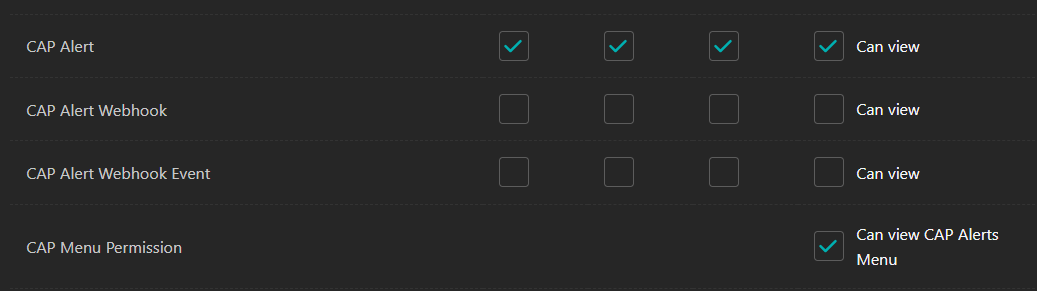 CAP Alert Can view
CAP Alert Webhook Can view
CAP Alert Webhook Event Can view
CAP Menu Permission Can view CAP Alerts
Menu